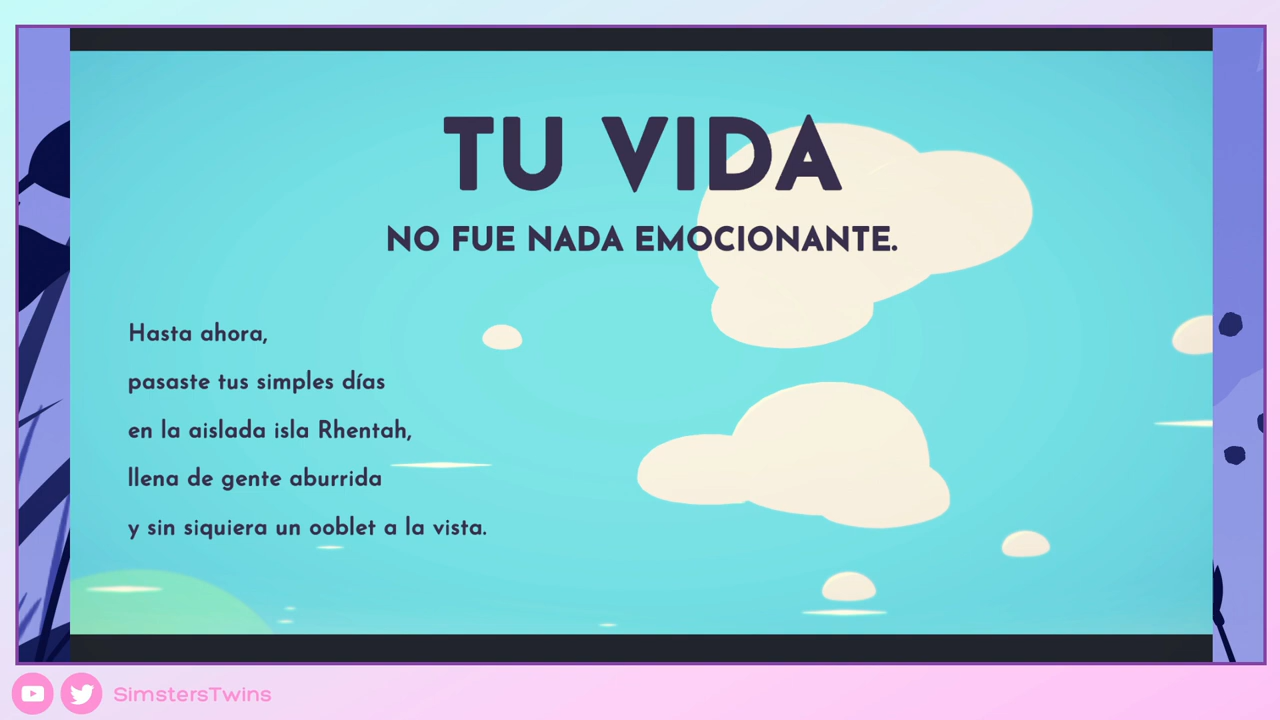 TU VIDA
NO FUE NADA EMOCIONANTE.
Hasta ahora,
pasaste tus simples días
en la aislada isla Rhentah,
llena de gente aburrida
y sin siquiera un ooblet a la vista.
SimstersTwins